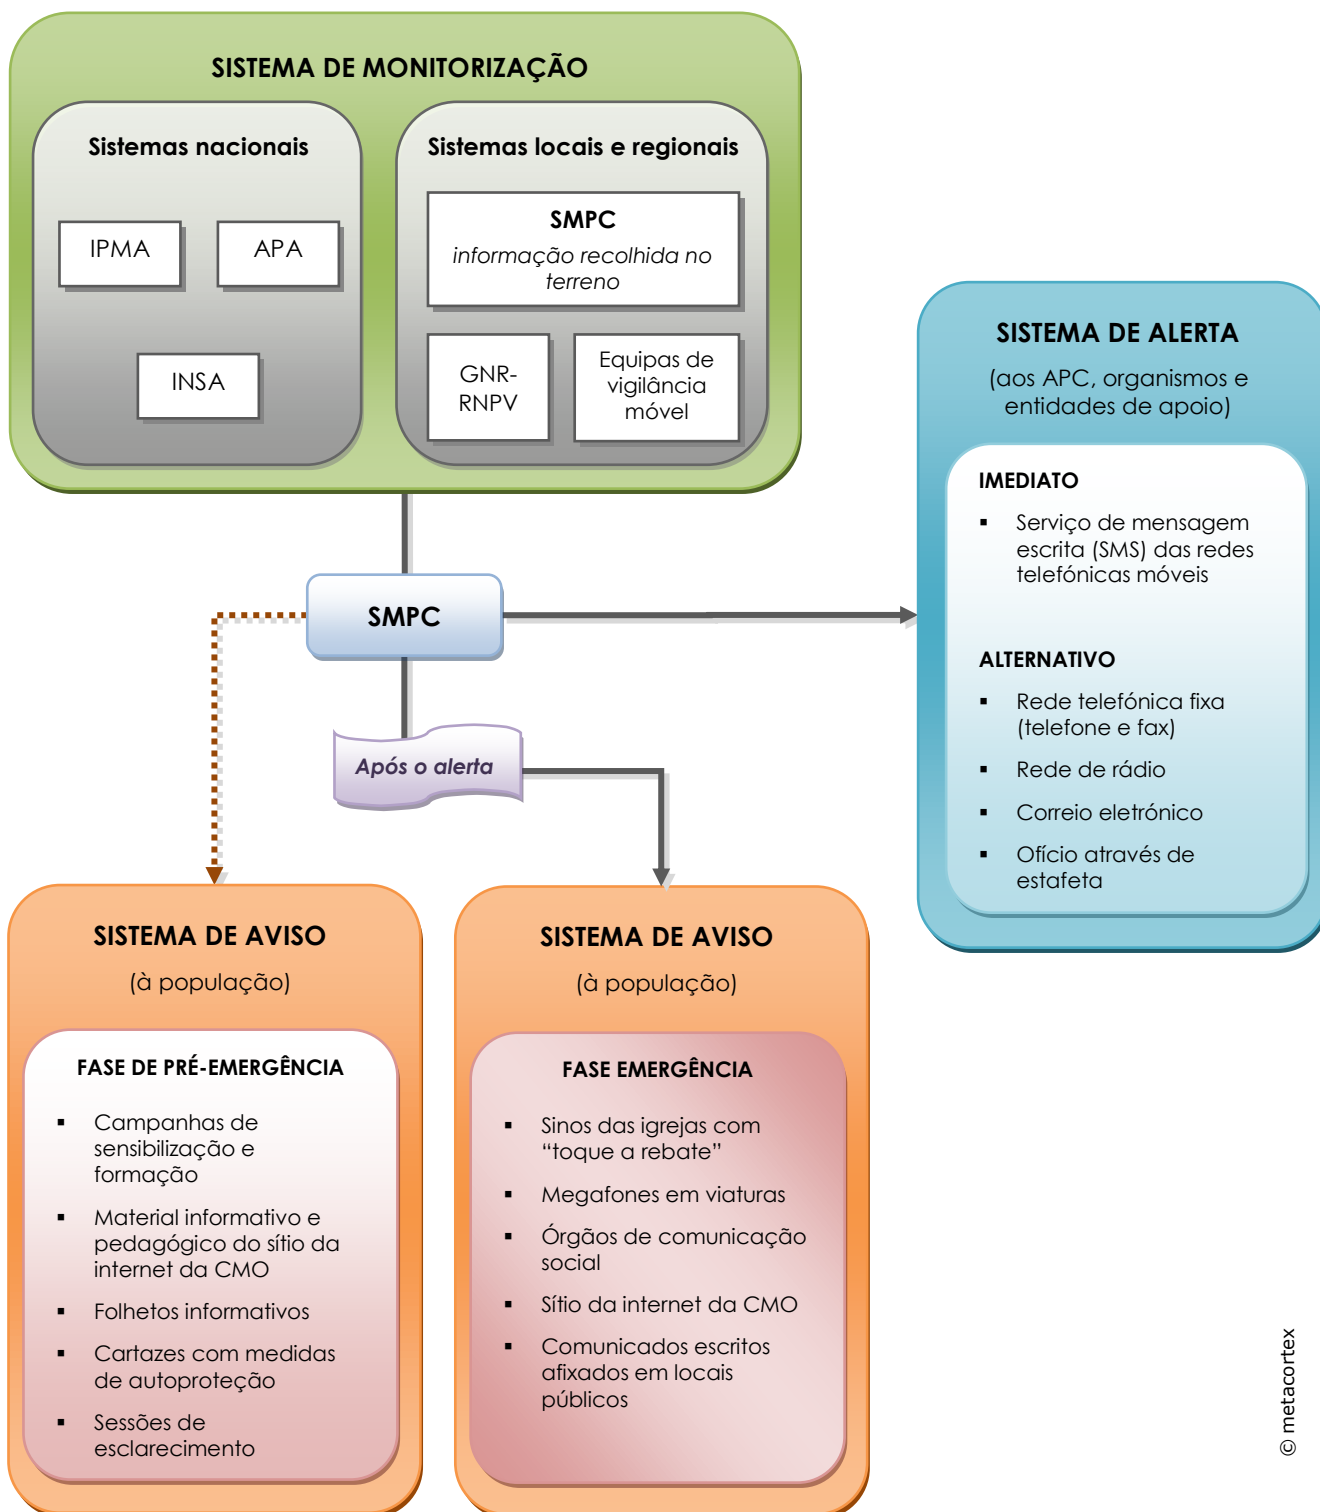 SISTEMA DE MONITORIZAÇÃO
Sistemas nacionais
IPMA
APA
INSA
Sistemas locais e regionais
SMPC
informação recolhida no
terreno
GNR-
RNPV
Equipas de
vigilância
móvel
SMPC
Após o alerta
SISTEMA DE ALERTA
(aos APC, organismos e
entidades de apoio)
IMEDIATO
▪ Serviço de mensagem
escrita (SMS) das redes
telefónicas móveis
ALTERNATIVO
▪ Rede telefónica fixa
(telefone e fax)
▪ Rede de rádio
▪ Correio eletrónico
▪ Ofício através de
estafeta
SISTEMA DE AVISO
(à população)
FASE DE PRÉ-EMERGÊNCIA
▪ Campanhas de
sensibilização e
formação
▪ Material informativo e
pedagógico do sítio da
internet da CMO
▪ Folhetos informativos
▪ Cartazes com medidas
de autoproteção
▪ Sessões de
esclarecimento
SISTEMA DE AVISO
(à população)
FASE EMERGÊNCIA
▪ Sinos das igrejas com
“toque a rebate”
▪ Megafones em viaturas
▪ Órgãos de comunicação
social
▪ Sítio da internet da CMO
▪ Comunicados escritos
afixados em locais
públicos
© metacortex